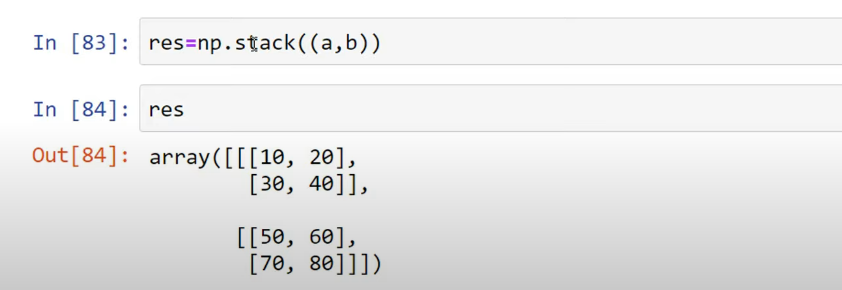 In [83]: res=np.stack((a,b))
In [84]: res
Out[84]: array([[[10, 20],
                 [30, 40]],
                [[50, 60],
                 [70, 80]]])